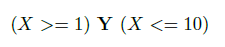 (X >= 1) Y (X <= 10)